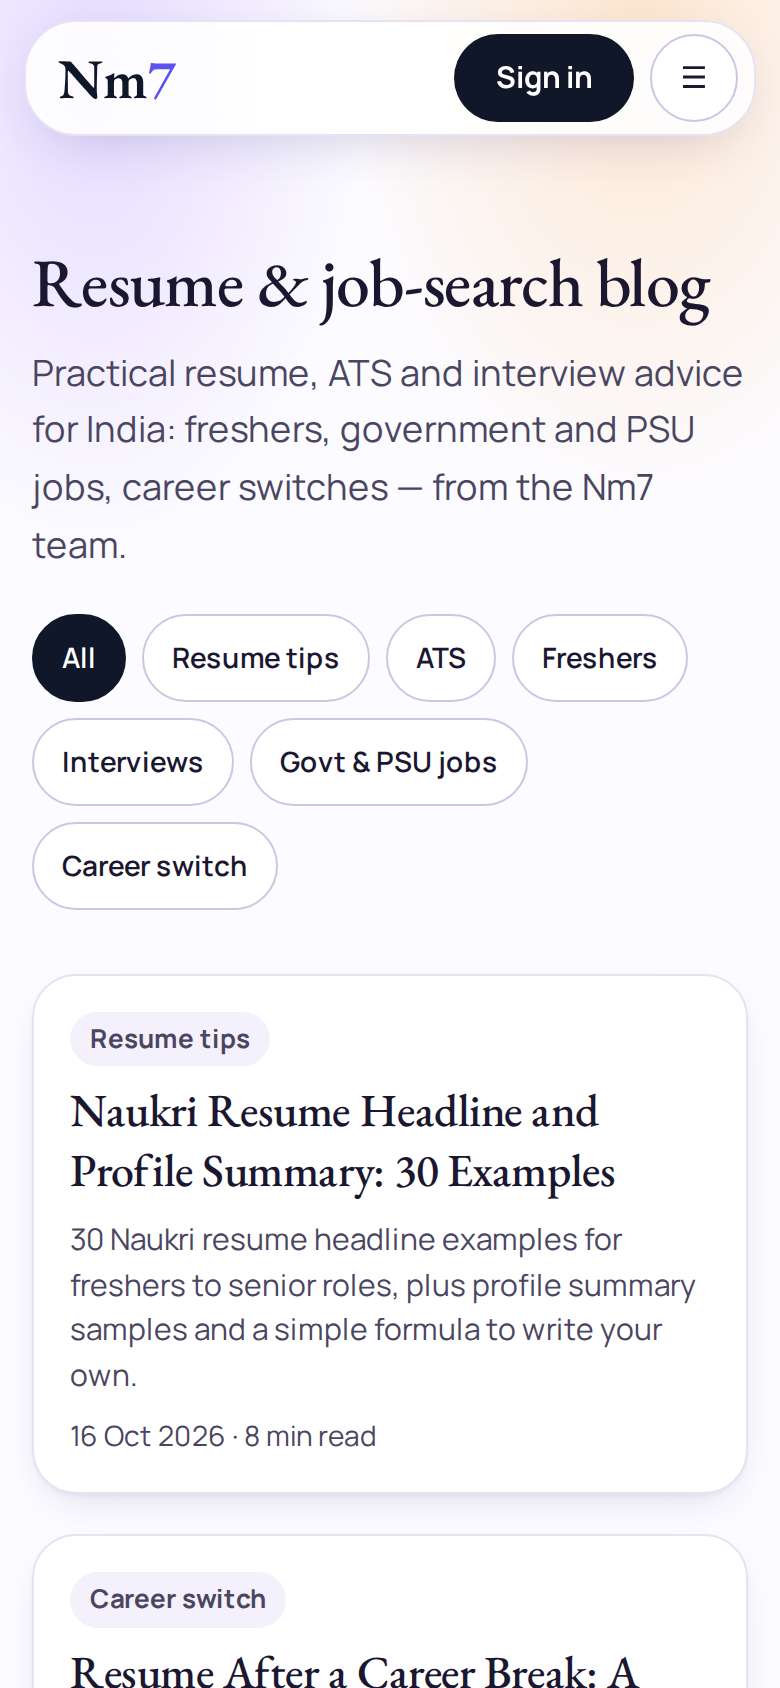 Nm7
Sign in
☰
Resume & job-search blog
Practical resume, ATS and interview advice
for India: freshers, government and PSU
jobs, career switches — from the Nm7
team.
All
Resume tips
ATS
Freshers
Interviews
Govt & PSU jobs
Career switch
Resume tips
Naukri Resume Headline and
Profile Summary: 30 Examples
30 Naukri resume headline examples for
freshers to senior roles, plus profile summary
samples and a simple formula to write your
own.
16 Oct 2026 · 8 min read
Career switch
Resume After a Career Break: A